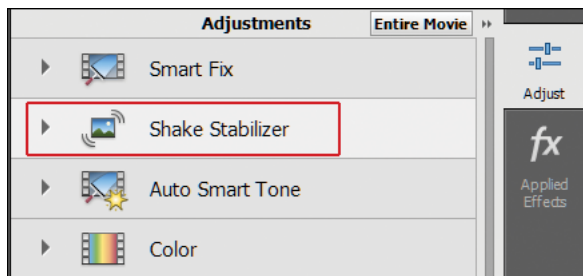 Adjustments
Entire Movie
Smart Fix
Shake Stabilizer
Auto Smart Tone
Color
Adjust
fx
Applied
Effects